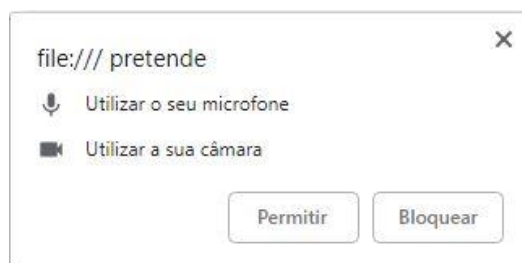 file:/// pretende
Utilizar o seu microfone
Utilizar a sua câmara
Permitir Bloquear